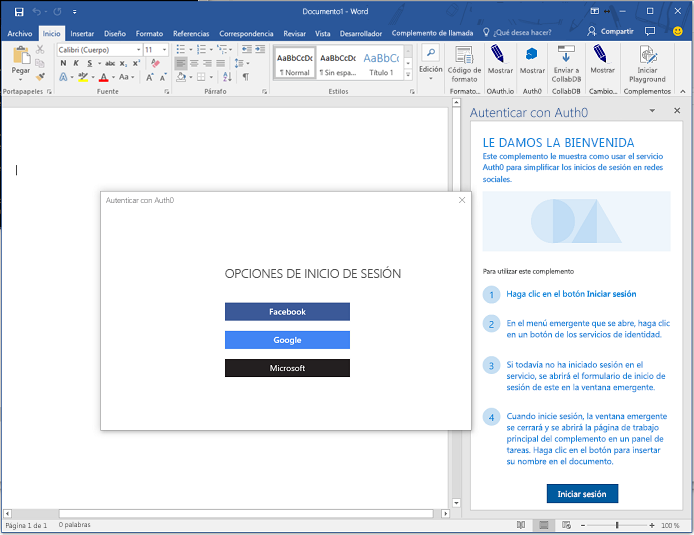 Documento1 - Word
Archivo Inicio Insertar Diseño Formato Referencias Correspondencia Revisar Vista Desarrollador Complemento de llamada ¿Qué desea hacer? Compartir
Pegar
Portapapeles
Calibri (Cuerpo) 11
N K S abc x₂ x²
A Aa A A
Fuente
Párrafo
AaBbCcDc AaBbCcDc AaBbCc
¶ Normal ¶ Sin espa... Título 1
Estilos
Edición
Código de formato
Formato...
Mostrar
OAuth.io
Mostrar
Auth0
Enviar a CollabDB
CollabDB
Mostrar
Cambio...
Iniciar Playground
Complementos
Autenticar con Auth0
LE DAMOS LA BIENVENIDA
Este complemento le muestra como usar el servicio
Auth0 para simplificar los inicios de sesión en redes
sociales.
Para utilizar este complemento
1 Haga clic en el botón Iniciar sesión
2 En el menú emergente que se abre, haga clic
en un botón de los servicios de identidad.
3 Si todavía no ha iniciado sesión en el
servicio, se abrirá el formulario de inicio de
sesión de este en la ventana emergente.
4 Cuando inicie sesión, la ventana emergente
se cerrará y se abrirá la página de trabajo
principal del complemento en un panel de
tareas. Haga clic en el botón para insertar
su nombre en el documento.
Iniciar sesión
Autenticar con Auth0
OPCIONES DE INICIO DE SESIÓN
Facebook
Google
Microsoft
Página 1 de 1 0 palabras 100 %